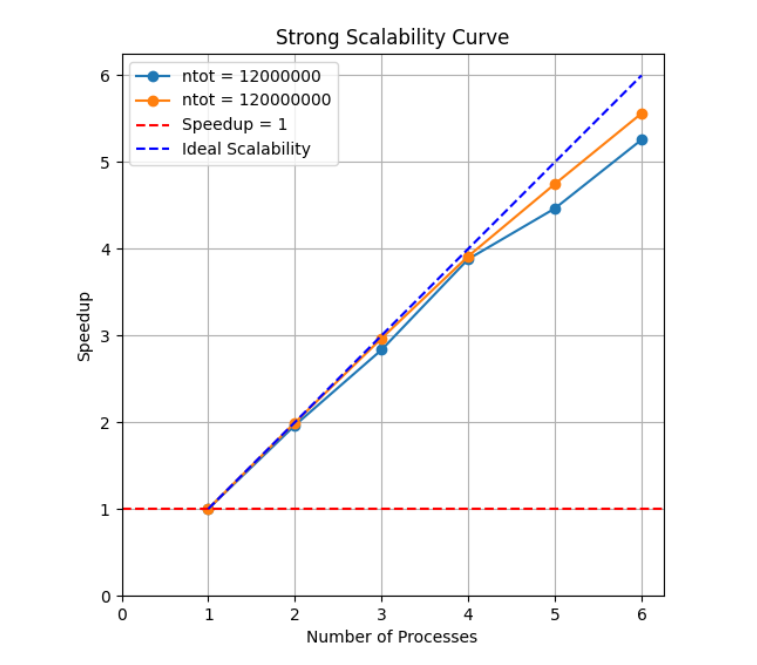 Strong Scalability Curve
ntot = 12000000
ntot = 120000000
Speedup = 1
Ideal Scalability
6
5
4
3
2
1
0
Speedup
0 1 2 3 4 5 6
Number of Processes